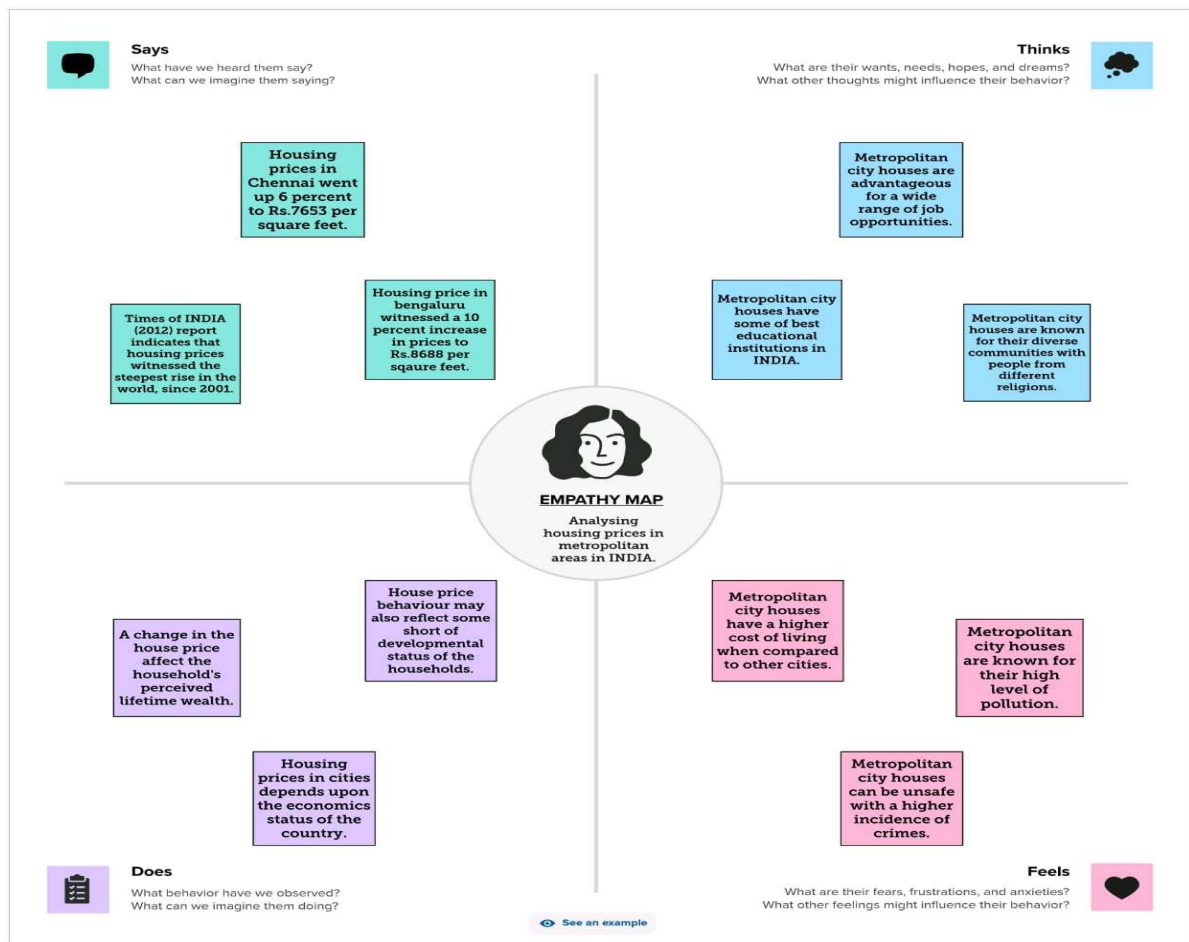 Says
What have we heard them say?
What can we imagine them saying?
Thinks
What are their wants, needs, hopes, and dreams?
What other thoughts might influence their behavior?
Housing
prices in
Chennai went
up 6 percent
to Rs.7653 per
square feet.
Times of INDIA
(2012) report
indicates that
housing prices
witnessed the
steepest rise in the
world, since 2001.
Housing price in
bengaluru
witnessed a 10
percent increase
in prices to
Rs.8688 per
sqaure feet.
Metropolitan
city houses are
advantageous
for a wide
range of job
opportunities.
Metropolitan city
houses have
some of best
educational
institutions in
INDIA.
Metropolitan city
houses are known
for their diverse
communities with
people from
different
religions.
EMPATHY MAP
Analysing
housing prices in
metropolitan
areas in INDIA.
A change in the
house price
affect the
household's
perceived
lifetime wealth.
House price
behaviour may
also reflect some
short of
developmental
status of the
households.
Housing
prices in cities
depends upon
the economics
status of the
country.
Metropolitan
city houses
have a higher
cost of living
when compared
to other cities.
Metropolitan
city houses
are known for
their high
level of
pollution.
Metropolitan
city houses
can be unsafe
with a higher
incidence of
crimes.
Does
What behavior have we observed?
What can we imagine them doing?
Feels
What are their fears, frustrations, and anxieties?
What other feelings might influence their behavior?
See an example